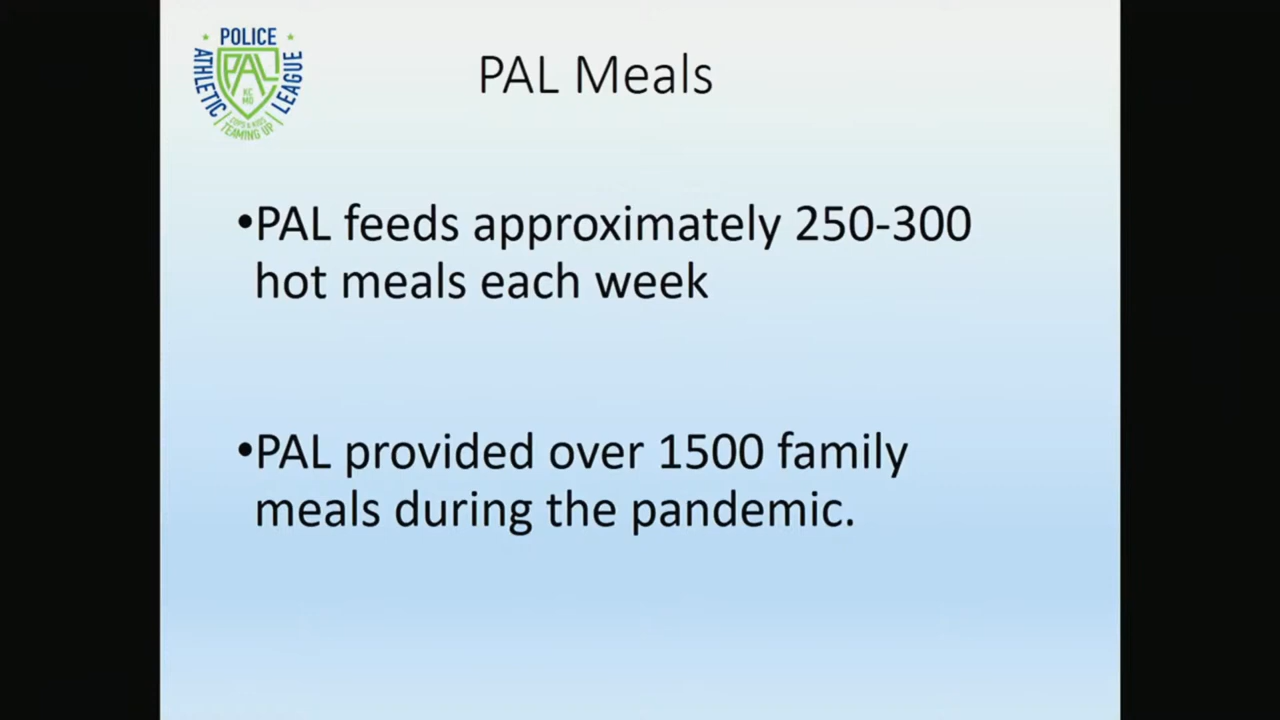 POLICE
ATHLETIC
LEAGUE
PAL
KC
MO
COPS & KIDS
TEAMING UP
PAL Meals
•PAL feeds approximately 250-300
hot meals each week
•PAL provided over 1500 family
meals during the pandemic.